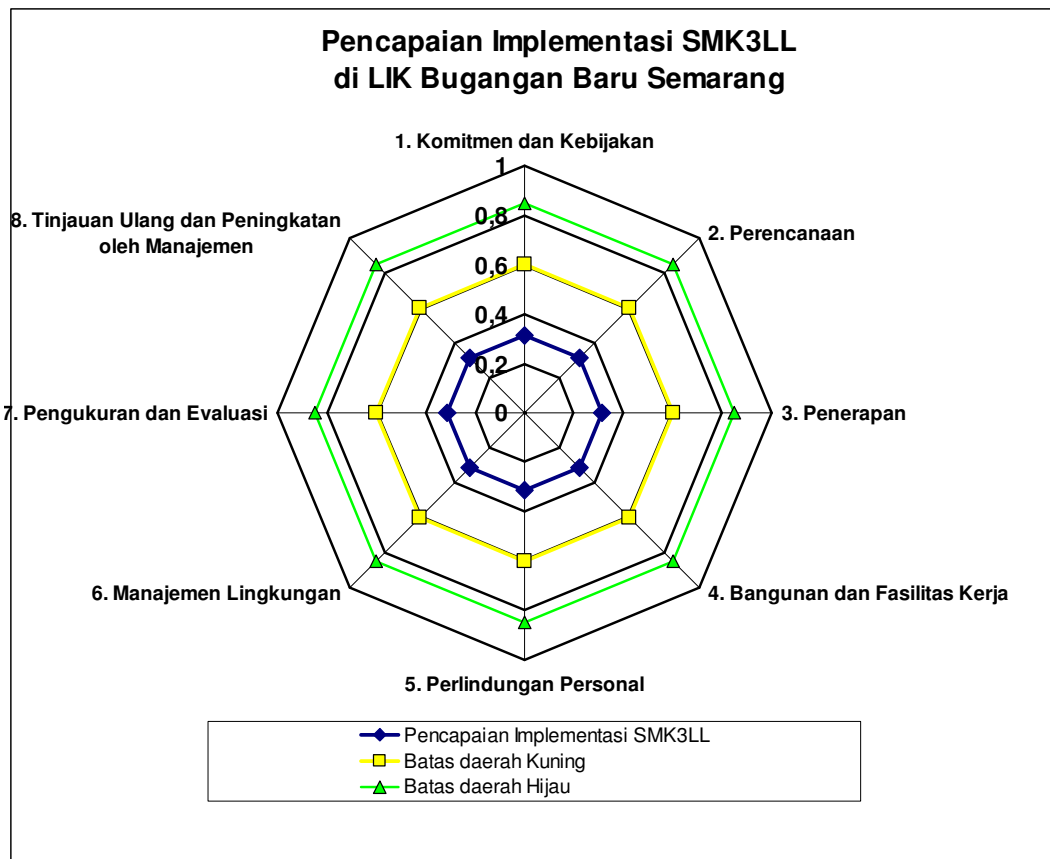 Pencapaian Implementasi SMK3LL
di LIK Bugangan Baru Semarang
1. Komitmen dan Kebijakan
1
8. Tinjauan Ulang dan Peningkatan
oleh Manajemen
0,8
2. Perencanaan
0,6
0,4
0,2
7. Pengukuran dan Evaluasi
0
3. Penerapan
6. Manajemen Lingkungan
4. Bangunan dan Fasilitas Kerja
5. Perlindungan Personal
Pencapaian Implementasi SMK3LL
Batas daerah Kuning
Batas daerah Hijau